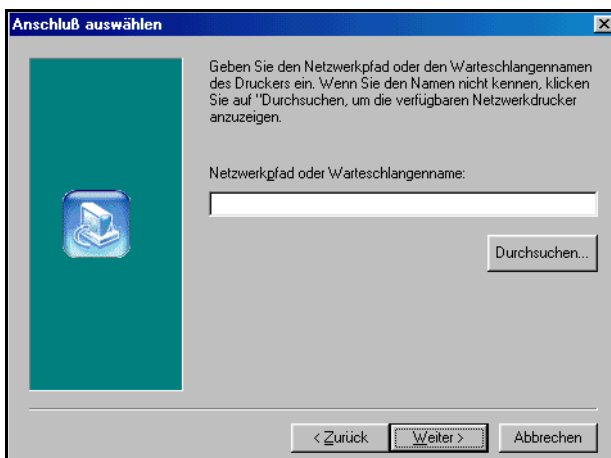 Anschluß auswählen
Geben Sie den Netzwerkpfad oder den Warteschlangennamen
des Druckers ein. Wenn Sie den Namen nicht kennen, klicken
Sie auf "Durchsuchen, um die verfügbaren Netzwerkdrucker
anzuzeigen.
Netzwerkpfad oder Warteschlangenname:
Durchsuchen...
< Zurück Weiter > Abbrechen